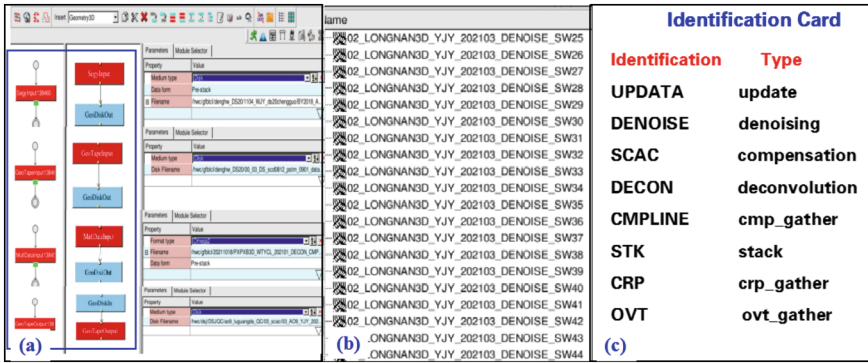 Insert Geometry3D
Parameters Module Selector
Property Value
Medium type Disk
Data form Pre-stack
Filename
SegyInput
GeoDiskOut
Parameters Module Selector
Property Value
Medium type Disk
Disk Filename
GeoTapeInput
GeoDiskOut
Parameters Module Selector
Property Value
Format type
Filename
Data form Pre-stack
MulDataInput
GeoDiskOut
Parameters Module Selector
Property Value
Medium type Disk
Disk Filename
GeoDiskIn
GeoTapeOutput
(a)
Name
02_LONGNAN3D_YJY_202103_DENOISE_SW25
02_LONGNAN3D_YJY_202103_DENOISE_SW26
02_LONGNAN3D_YJY_202103_DENOISE_SW27
02_LONGNAN3D_YJY_202103_DENOISE_SW28
02_LONGNAN3D_YJY_202103_DENOISE_SW29
02_LONGNAN3D_YJY_202103_DENOISE_SW30
02_LONGNAN3D_YJY_202103_DENOISE_SW31
02_LONGNAN3D_YJY_202103_DENOISE_SW32
02_LONGNAN3D_YJY_202103_DENOISE_SW33
02_LONGNAN3D_YJY_202103_DENOISE_SW34
02_LONGNAN3D_YJY_202103_DENOISE_SW35
02_LONGNAN3D_YJY_202103_DENOISE_SW36
02_LONGNAN3D_YJY_202103_DENOISE_SW37
02_LONGNAN3D_YJY_202103_DENOISE_SW38
02_LONGNAN3D_YJY_202103_DENOISE_SW39
02_LONGNAN3D_YJY_202103_DENOISE_SW40
02_LONGNAN3D_YJY_202103_DENOISE_SW41
02_LONGNAN3D_YJY_202103_DENOISE_SW42
.ONGNAN3D_YJY_202103_DENOISE_SW43
.ONGNAN3D_YJY_202103_DENOISE_SW44
(b)
Identification Card
Identification Type
UPDATA update
DENOISE denoising
SCAC compensation
DECON deconvolution
CMPLINE cmp_gather
STK stack
CRP crp_gather
OVT ovt_gather
(c)